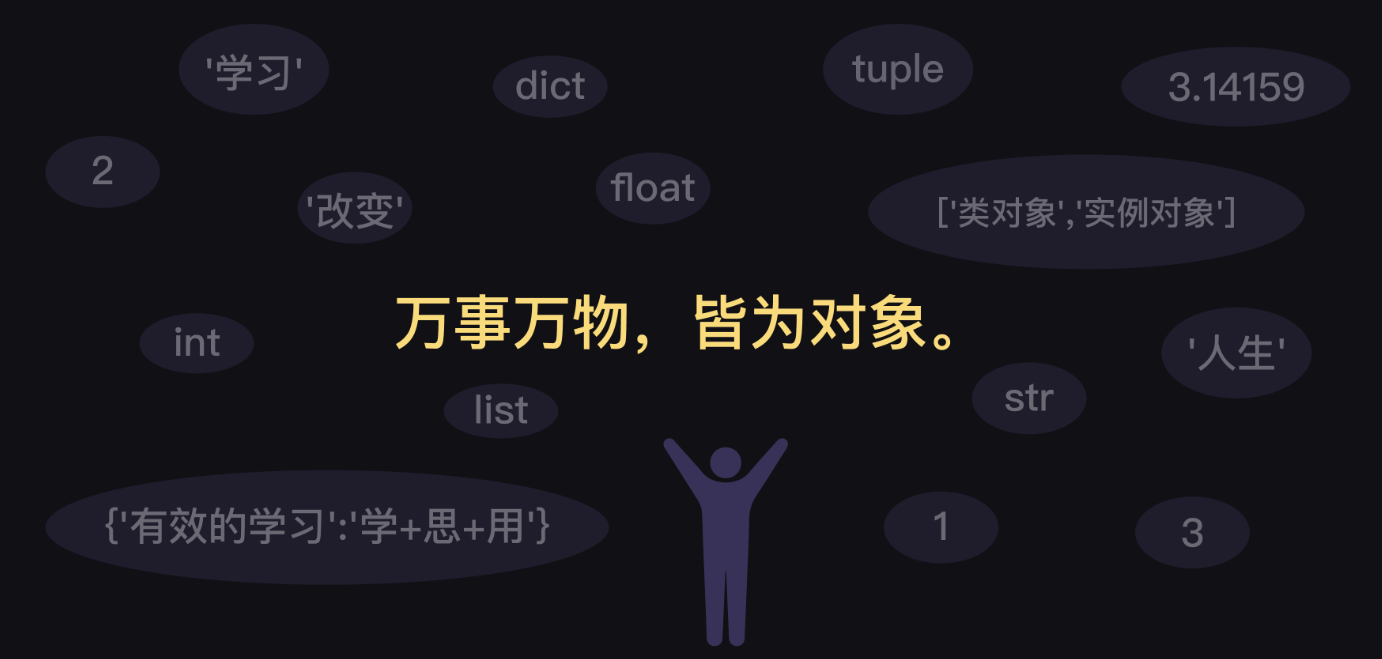 '学习'
dict
tuple
3.14159
2
'改变'
float
['类对象','实例对象']
万事万物，皆为对象。
int
'人生'
list
str
{'有效的学习':'学+思+用'}
1
3